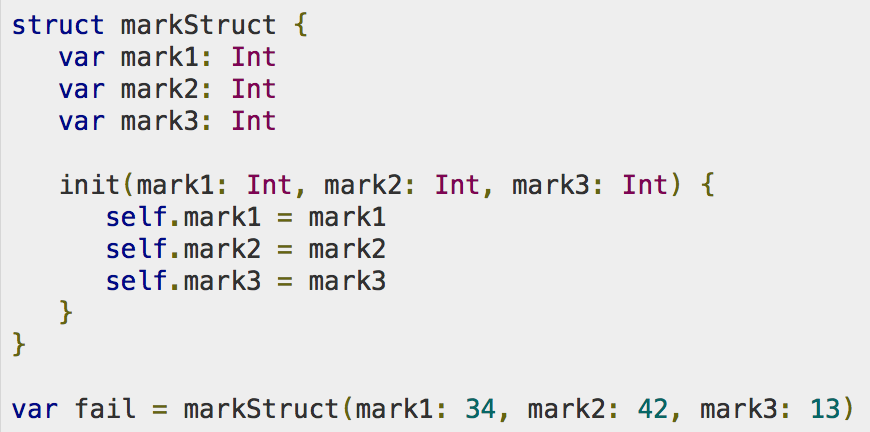 struct markStruct {
   var mark1: Int
   var mark2: Int
   var mark3: Int

   init(mark1: Int, mark2: Int, mark3: Int) {
      self.mark1 = mark1
      self.mark2 = mark2
      self.mark3 = mark3
   }
}

var fail = markStruct(mark1: 34, mark2: 42, mark3: 13)